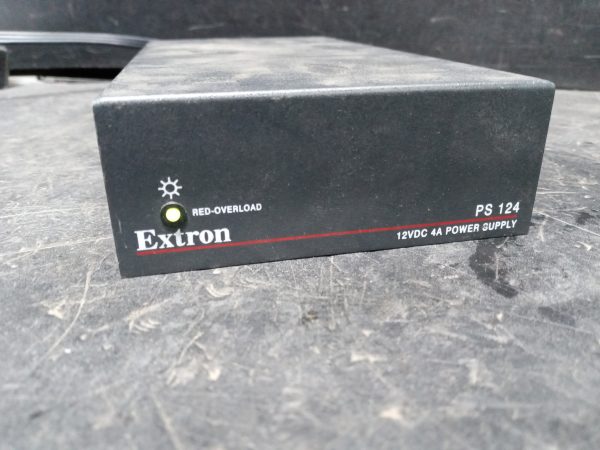 RED-OVERLOAD
Extron
PS 124
12VDC 4A POWER SUPPLY